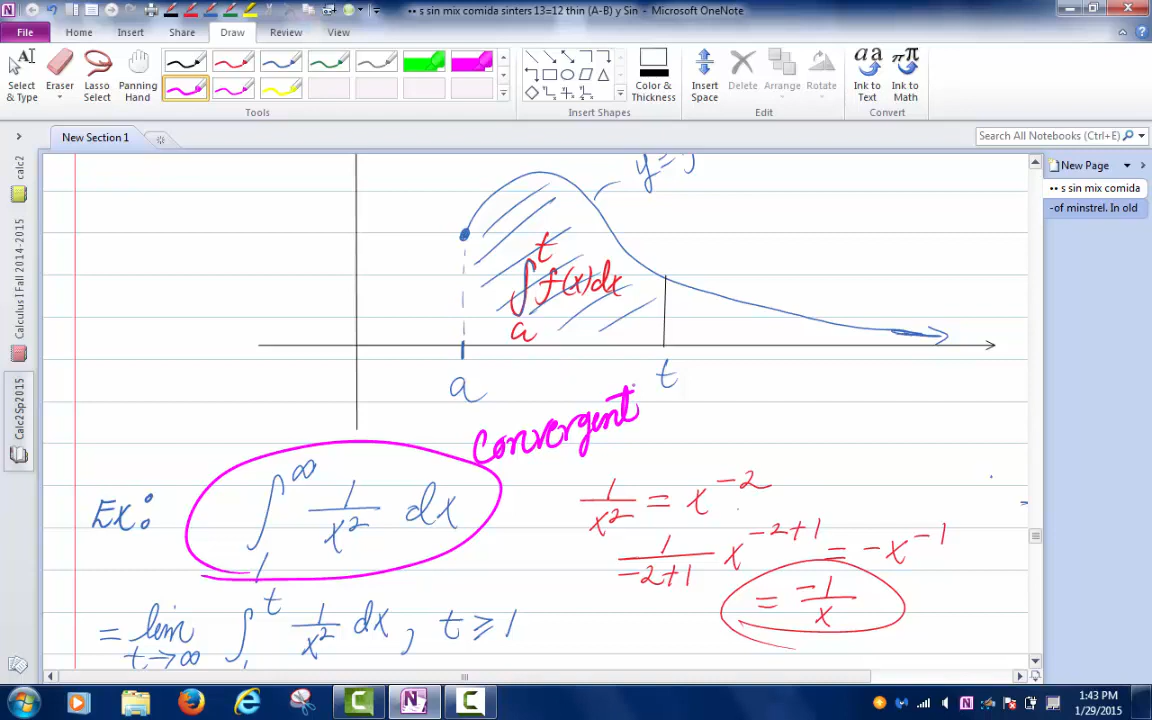 •• s sin mix comida sinters 13=12 thin (A-B) y Sin - Microsoft OneNote
File Home Insert Draw Review View
Select & Type
Eraser
Lasso Select
Panning Hand
Color & Thickness
Insert Space
Delete
Arrange
Rotate
Ink to Text
Ink to Math
Tools
Insert Shapes
Edit
Convert
New Section 1
Search All Notebooks (Ctrl+E)
New Page
•• s sin mix comida
-of minstrel. In old
calc2
Calculus1 Fall 2014-2015
Calc2Sp2015
y=
∫_a^t f(x)dx
a
t
Convergent
Ex: ∫_1^∞ 1/x² dx
= lim_{t→∞} ∫^t 1/x² dx, t ≥ 1
1/x² = x^{-2}
1/(-2+1) x^{-2+1} = -x^{-1}
= -1/x
1:43 PM
1/29/2015